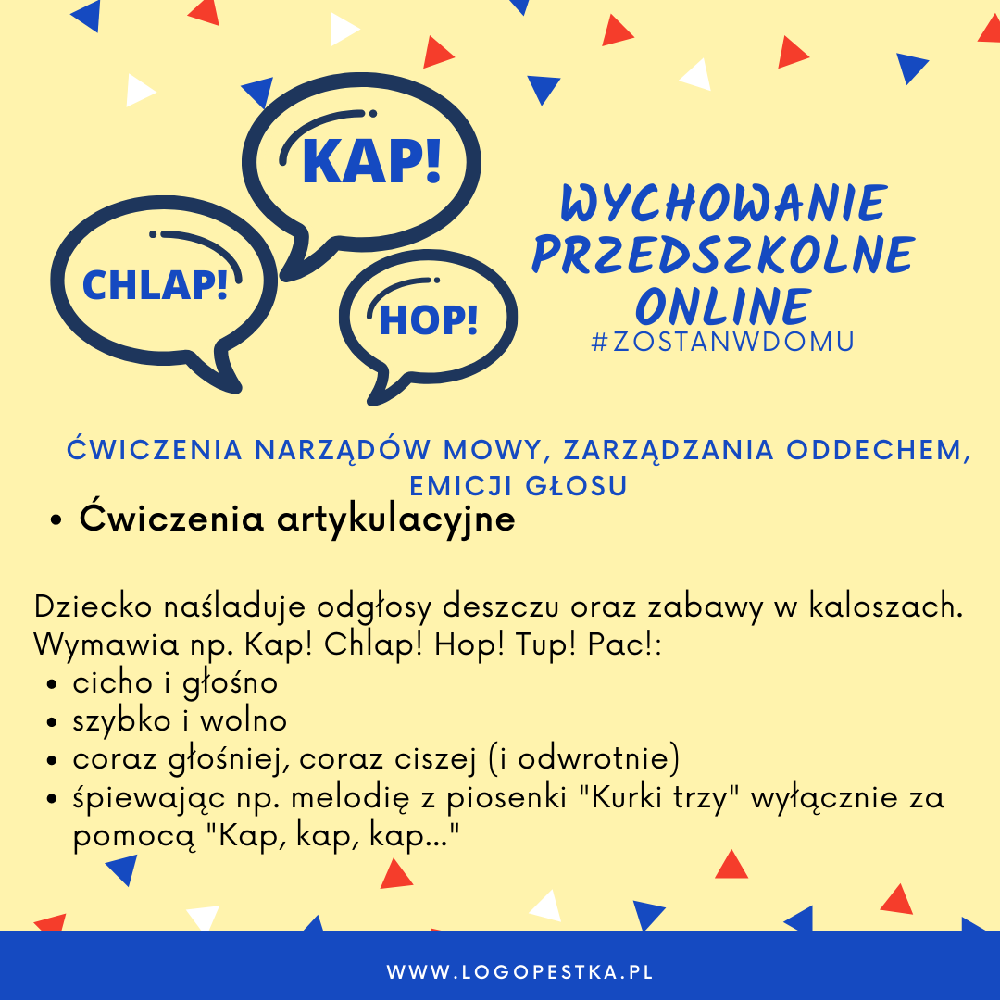 KAP!
CHLAP!
HOP!
WYCHOWANIE
PRZEDSZKOLNE
ONLINE
#ZOSTANWDOMU
ĆWICZENIA NARZĄDÓW MOWY, ZARZĄDZANIA ODDECHEM,
EMICJI GŁOSU
• Ćwiczenia artykulacyjne
Dziecko naśladuje odgłosy deszczu oraz zabawy w kaloszach.
Wymawia np. Kap! Chlap! Hop! Tup! Pac!:
• cicho i głośno
• szybko i wolno
• coraz głośniej, coraz ciszej (i odwrotnie)
• śpiewając np. melodię z piosenki "Kurki trzy" wyłącznie za
pomocą "Kap, kap, kap..."
WWW.LOGOPESTKA.PL